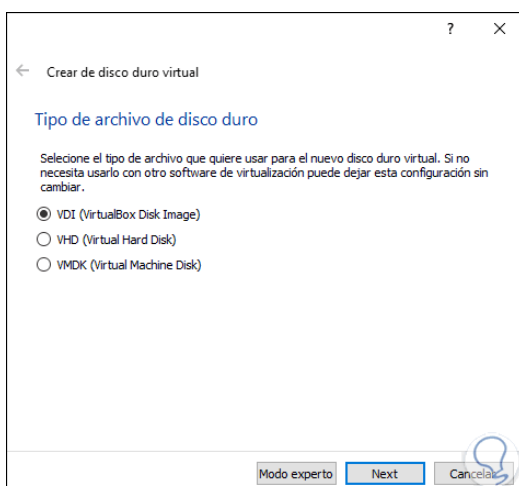 ?
Crear de disco duro virtual
Tipo de archivo de disco duro
Selecione el tipo de archivo que quiere usar para el nuevo disco duro virtual. Si no
necesita usarlo con otro software de virtualización puede dejar esta configuración sin
cambiar.
VDI (VirtualBox Disk Image)
VHD (Virtual Hard Disk)
VMDK (Virtual Machine Disk)
Modo experto Next Cancelar